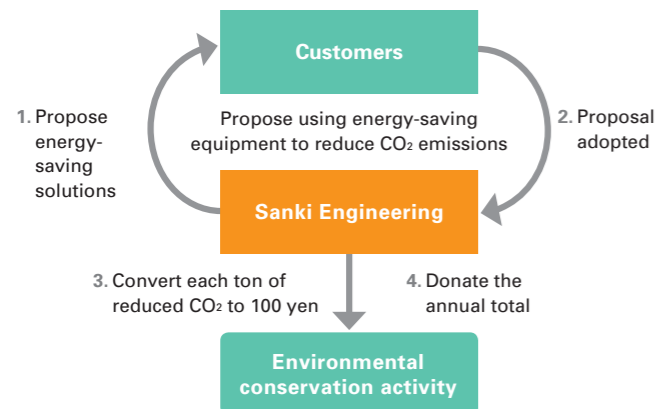 Customers
1. Propose
energy-
saving
solutions
Propose using energy-saving
equipment to reduce CO₂ emissions
2. Proposal
adopted
Sanki Engineering
3. Convert each ton of
reduced CO₂ to 100 yen
4. Donate the
annual total
Environmental
conservation activity